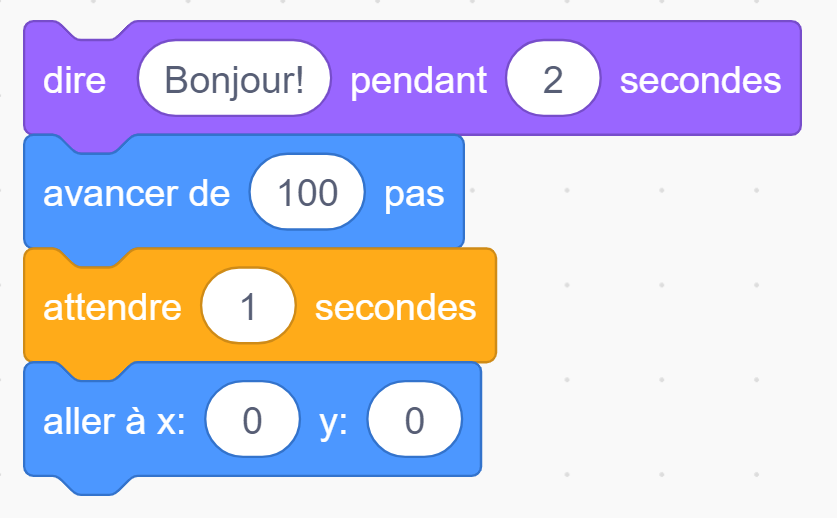 dire Bonjour! pendant 2 secondes
avancer de 100 pas
attendre 1 secondes
aller à x: 0 y: 0